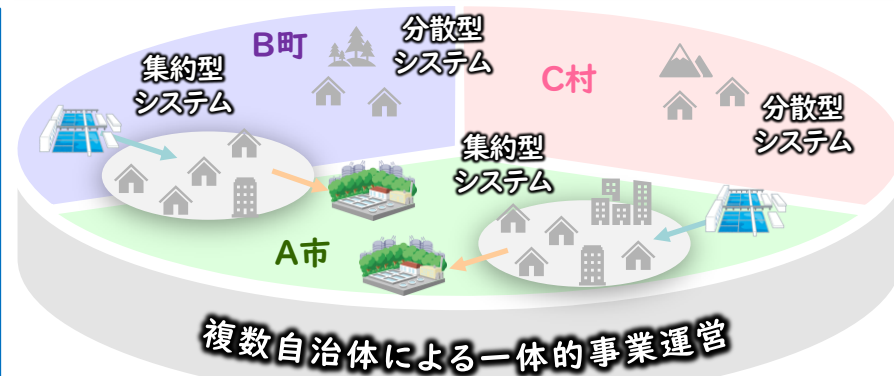 B町
分散型
システム
集約型
システム
C村
分散型
システム
集約型
システム
A市
複数自治体による一体的事業運営